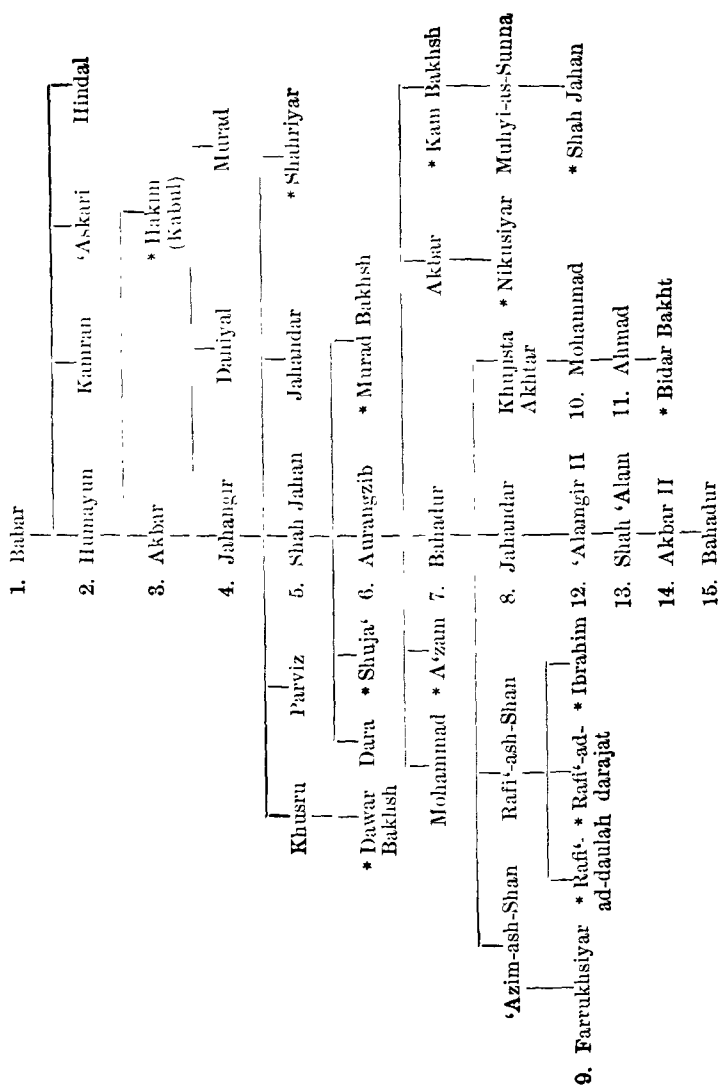 1. Babar
2. Humayun Kamran ‘Askari Hindal
3. Akbar * Hakim
(Kabul)
4. Jahangir Daniyal Murad
Khusru Parviz 5. Shah Jahan Jahandar * Shahriyar
* Dawar
Bakhsh
Dara * Shuja‘ 6. Aurangzib * Murad Bakhsh
Mohammad * A‘zam 7. Bahadur Akbar * Kam Bakhsh
‘Azim-ash-Shan Rafi‘-ash-Shan 8. Jahandar Khujista
Akhtar
* Nikusiyar Muhyi-as-Sunna
9. Farrukhsiyar * Rafi‘-
ad-daulah
* Rafi‘-ad-
darajat
* Ibrahim 12. ‘Alamgir II 10. Mohammad * Shah Jahan
13. Shah ‘Alam 11. Ahmad
14. Akbar II * Bidar Bakht
15. Bahadur